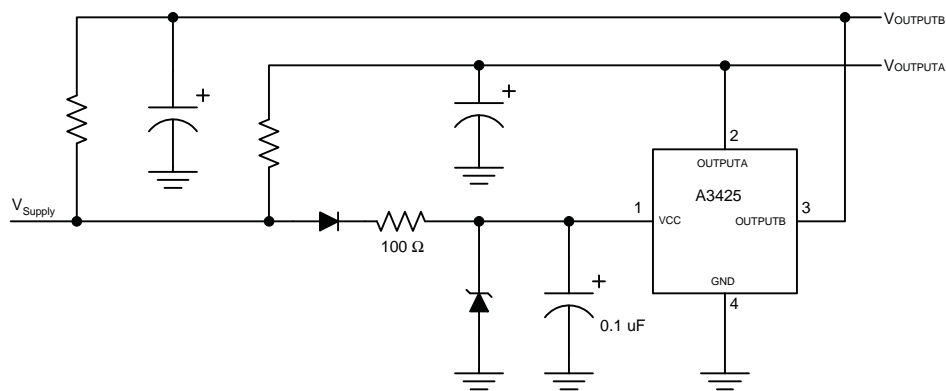 VOUTPUTB
VOUTPUTA
+
+
2
OUTPUTA
A3425
VSupply
1
VCC
OUTPUTB
3
100 Ω
GND
+
4
0.1 uF